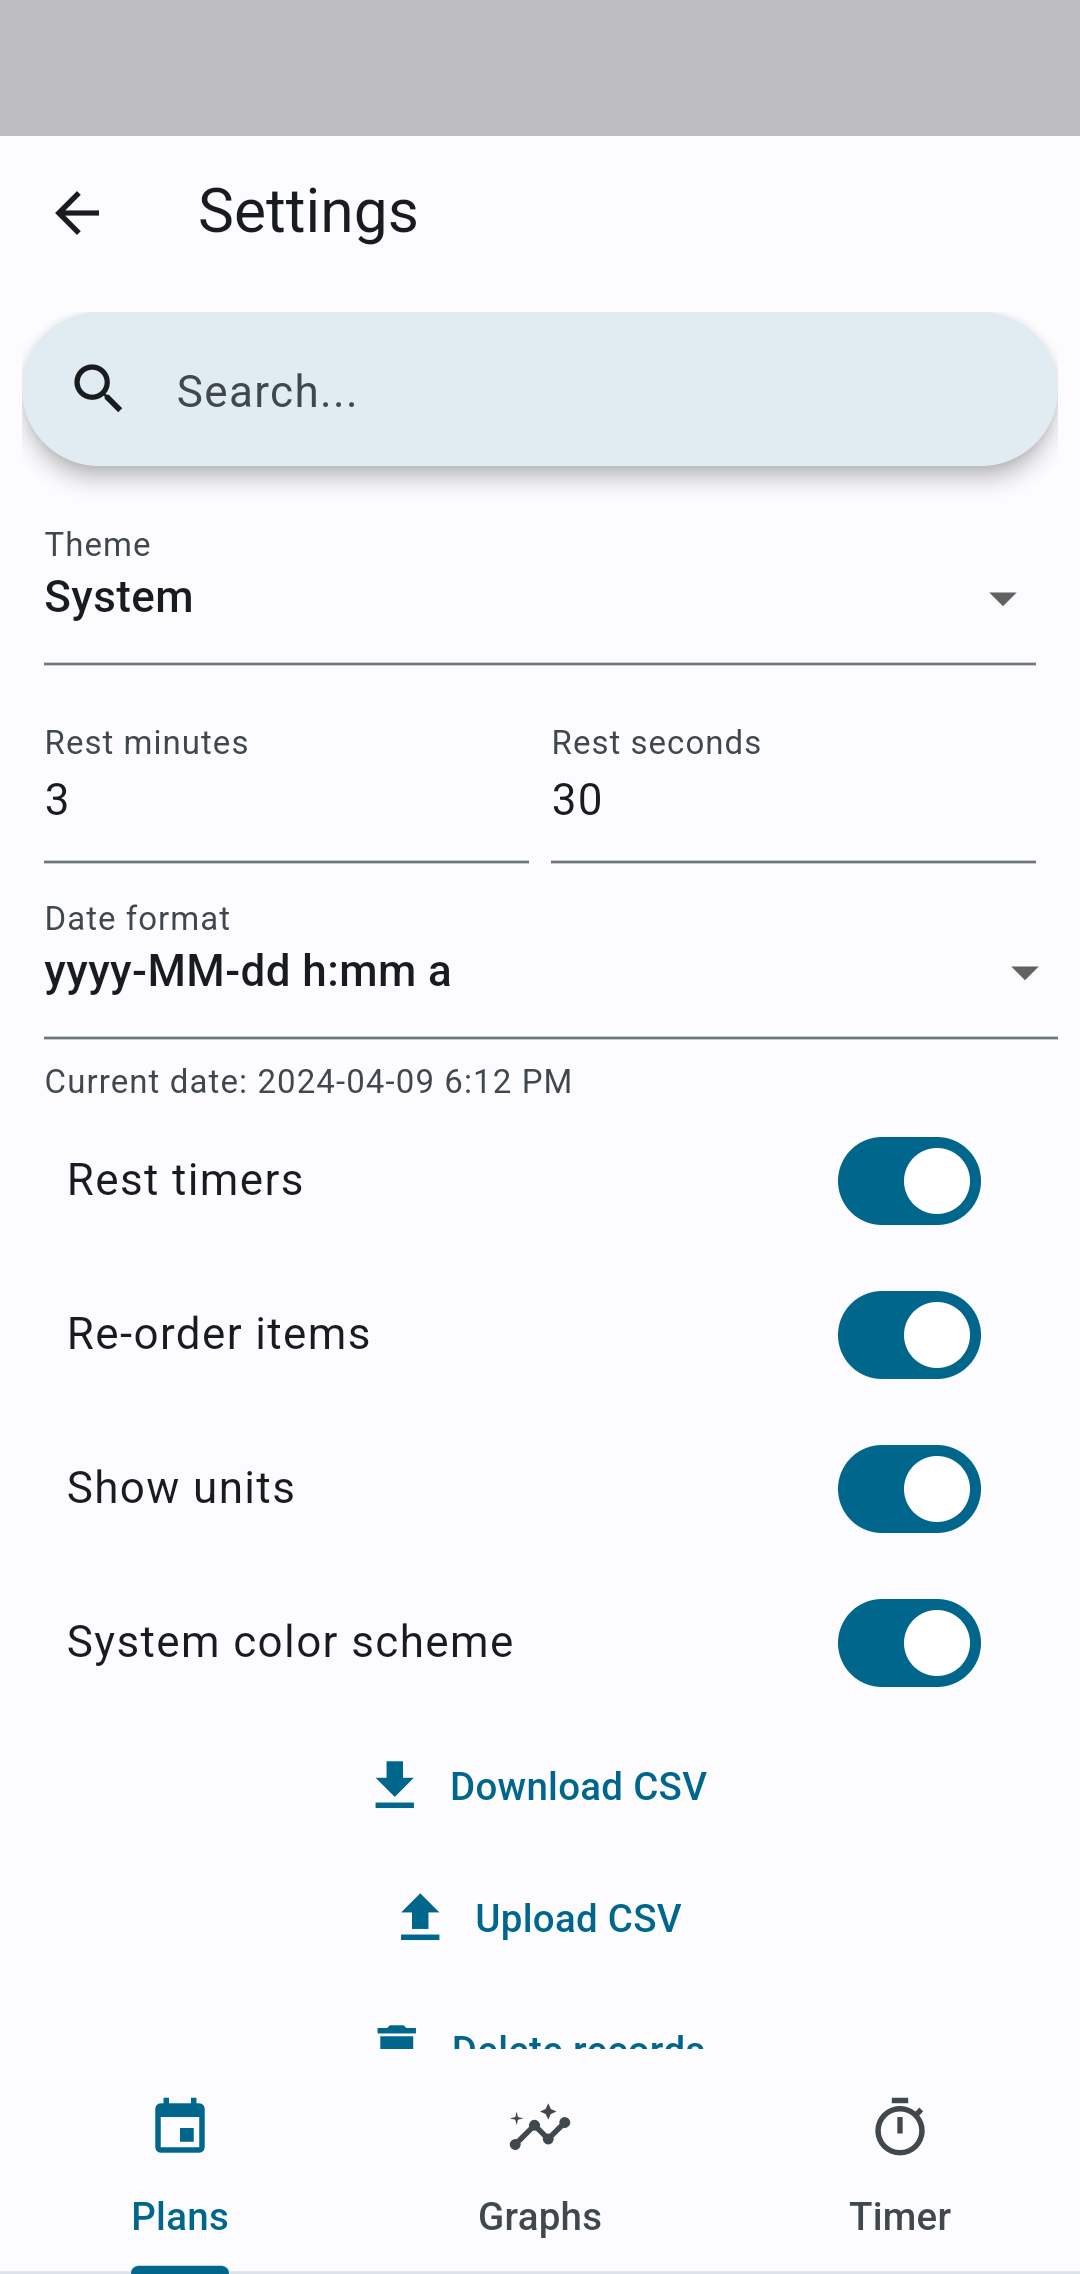 Settings
Search...
Theme
System
Rest minutes
Rest seconds
3
30
Date format
yyyy-MM-dd h:mm a
Current date: 2024-04-09 6:12 PM
Rest timers
Re-order items
Show units
System color scheme
Download CSV
Upload CSV
Delete records
Plans
Graphs
Timer